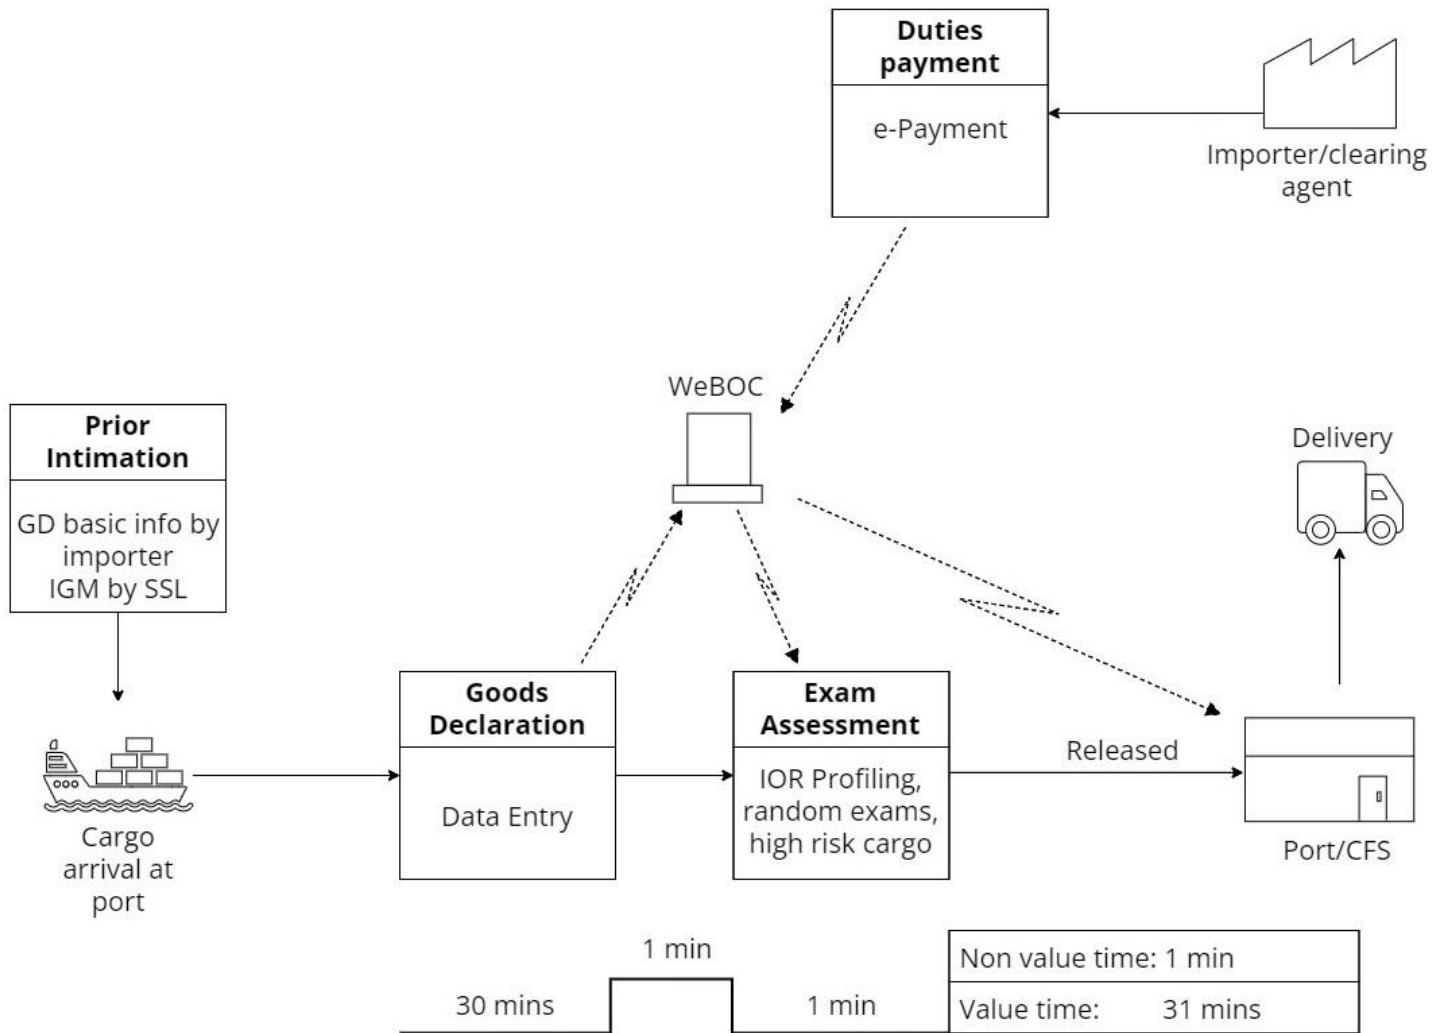 Duties
payment
e-Payment
Importer/clearing
agent
WeBOC
Prior
Intimation
GD basic info by
importer
IGM by SSL
Delivery
Goods
Declaration
Data Entry
Exam
Assessment
IOR Profiling,
random exams,
high risk cargo
Released
Port/CFS
Cargo
arrival at
port
30 mins
1 min
1 min
Non value time: 1 min
Value time: 31 mins